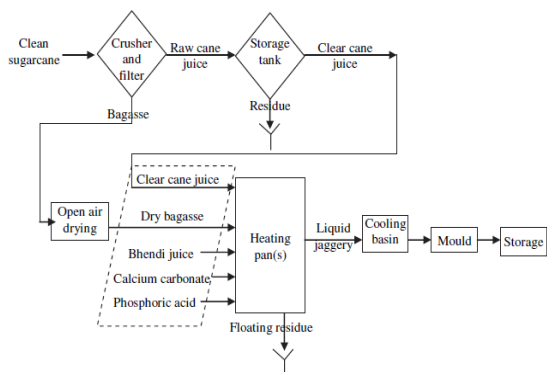 Clean
sugarcane
Crusher
and
filter
Raw cane
juice
Storage
tank
Clear cane
juice
Residue
Bagasse
Clear cane juice
Open air
drying
Dry bagasse
Bhendi juice
Calcium carbonate
Phosphoric acid
Heating
pan(s)
Liquid
jaggery
Cooling
basin
Mould
Storage
Floating residue